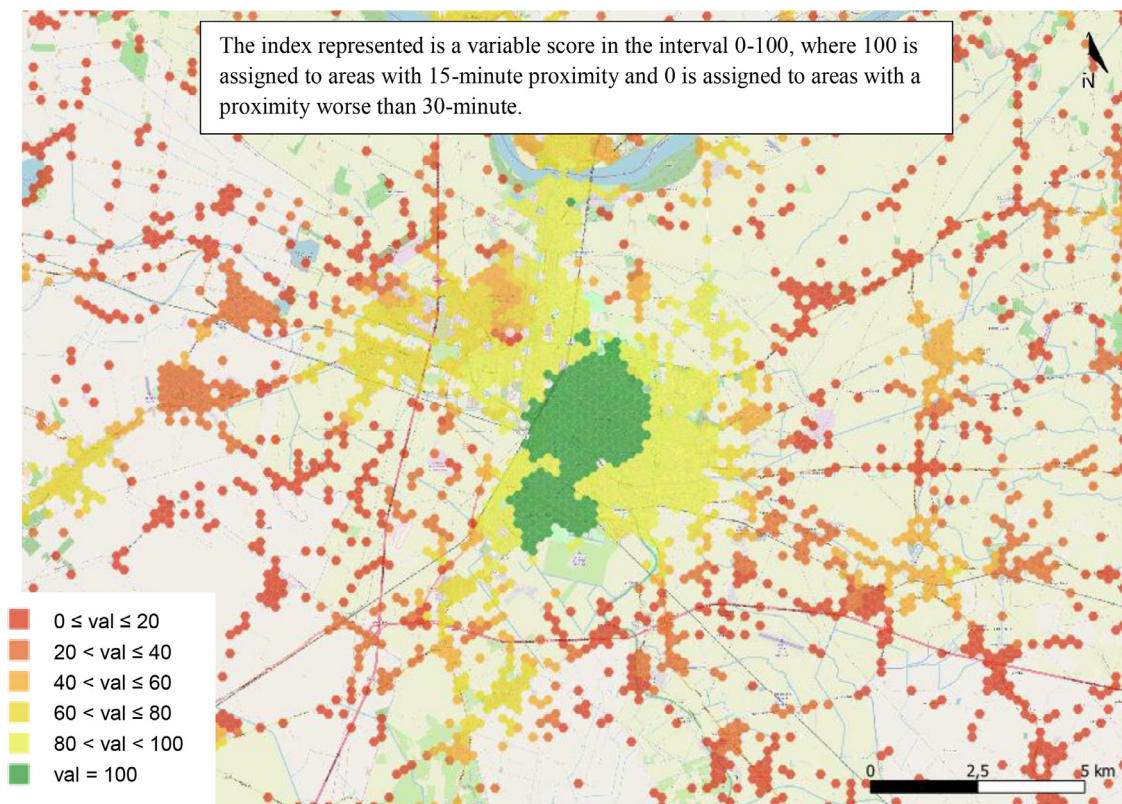 The index represented is a variable score in the interval 0-100, where 100 is
assigned to areas with 15-minute proximity and 0 is assigned to areas with a
proximity worse than 30-minute.
N
0 ≤ val ≤ 20
20 < val ≤ 40
40 < val ≤ 60
60 < val ≤ 80
80 < val < 100
val = 100
0 2,5 5 km